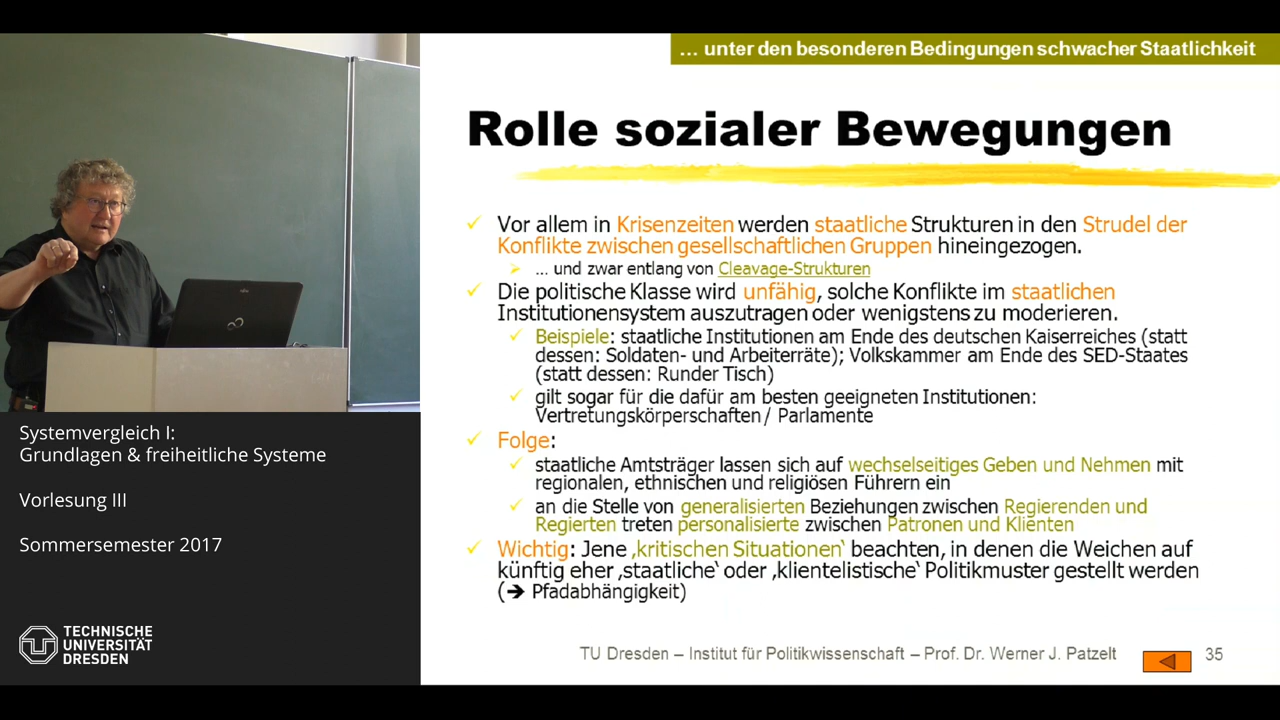 … unter den besonderen Bedingungen schwacher Staatlichkeit
Rolle sozialer Bewegungen
Vor allem in Krisenzeiten werden staatliche Strukturen in den Strudel der
Konflikte zwischen gesellschaftlichen Gruppen hineingezogen.
… und zwar entlang von Cleavage-Strukturen
Die politische Klasse wird unfähig, solche Konflikte im staatlichen
Institutionensystem auszutragen oder wenigstens zu moderieren.
Beispiele: staatliche Institutionen am Ende des deutschen Kaiserreiches (statt
dessen: Soldaten- und Arbeiterräte); Volkskammer am Ende des SED-Staates
(statt dessen: Runder Tisch)
gilt sogar für die dafür am besten geeigneten Institutionen:
Vertretungskörperschaften / Parlamente
Folge:
staatliche Amtsträger lassen sich auf wechselseitiges Geben und Nehmen mit
regionalen, ethnischen und religiösen Führern ein
an die Stelle von generalisierten Beziehungen zwischen Regierenden und
Regierten treten personalisierte zwischen Patronen und Klienten
Wichtig: Jene ‚kritischen Situationen‘ beachten, in denen die Weichen auf
künftig eher ‚staatliche‘ oder ‚klientelistische‘ Politikmuster gestellt werden
(➔ Pfadabhängigkeit)
TU Dresden – Institut für Politikwissenschaft – Prof. Dr. Werner J. Patzelt
35
Systemvergleich I:
Grundlagen & freiheitliche Systeme
Vorlesung III
Sommersemester 2017
TECHNISCHE
UNIVERSITÄT
DRESDEN